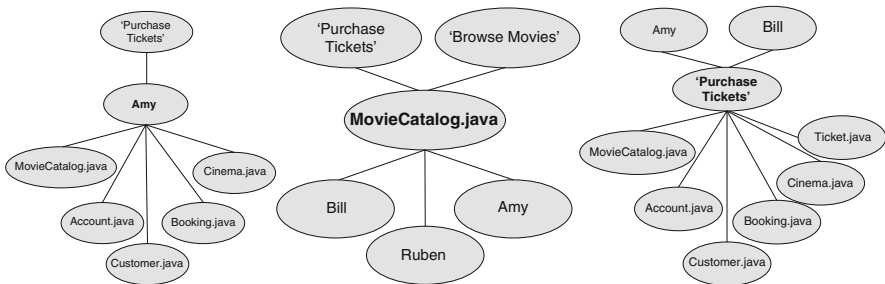 'Purchase
Tickets'
Amy
MovieCatalog.java
Cinema.java
Account.java
Booking.java
Customer.java
'Purchase
Tickets'
'Browse Movies'
MovieCatalog.java
Bill
Amy
Ruben
Amy
Bill
'Purchase
Tickets'
Ticket.java
MovieCatalog.java
Cinema.java
Account.java
Booking.java
Customer.java